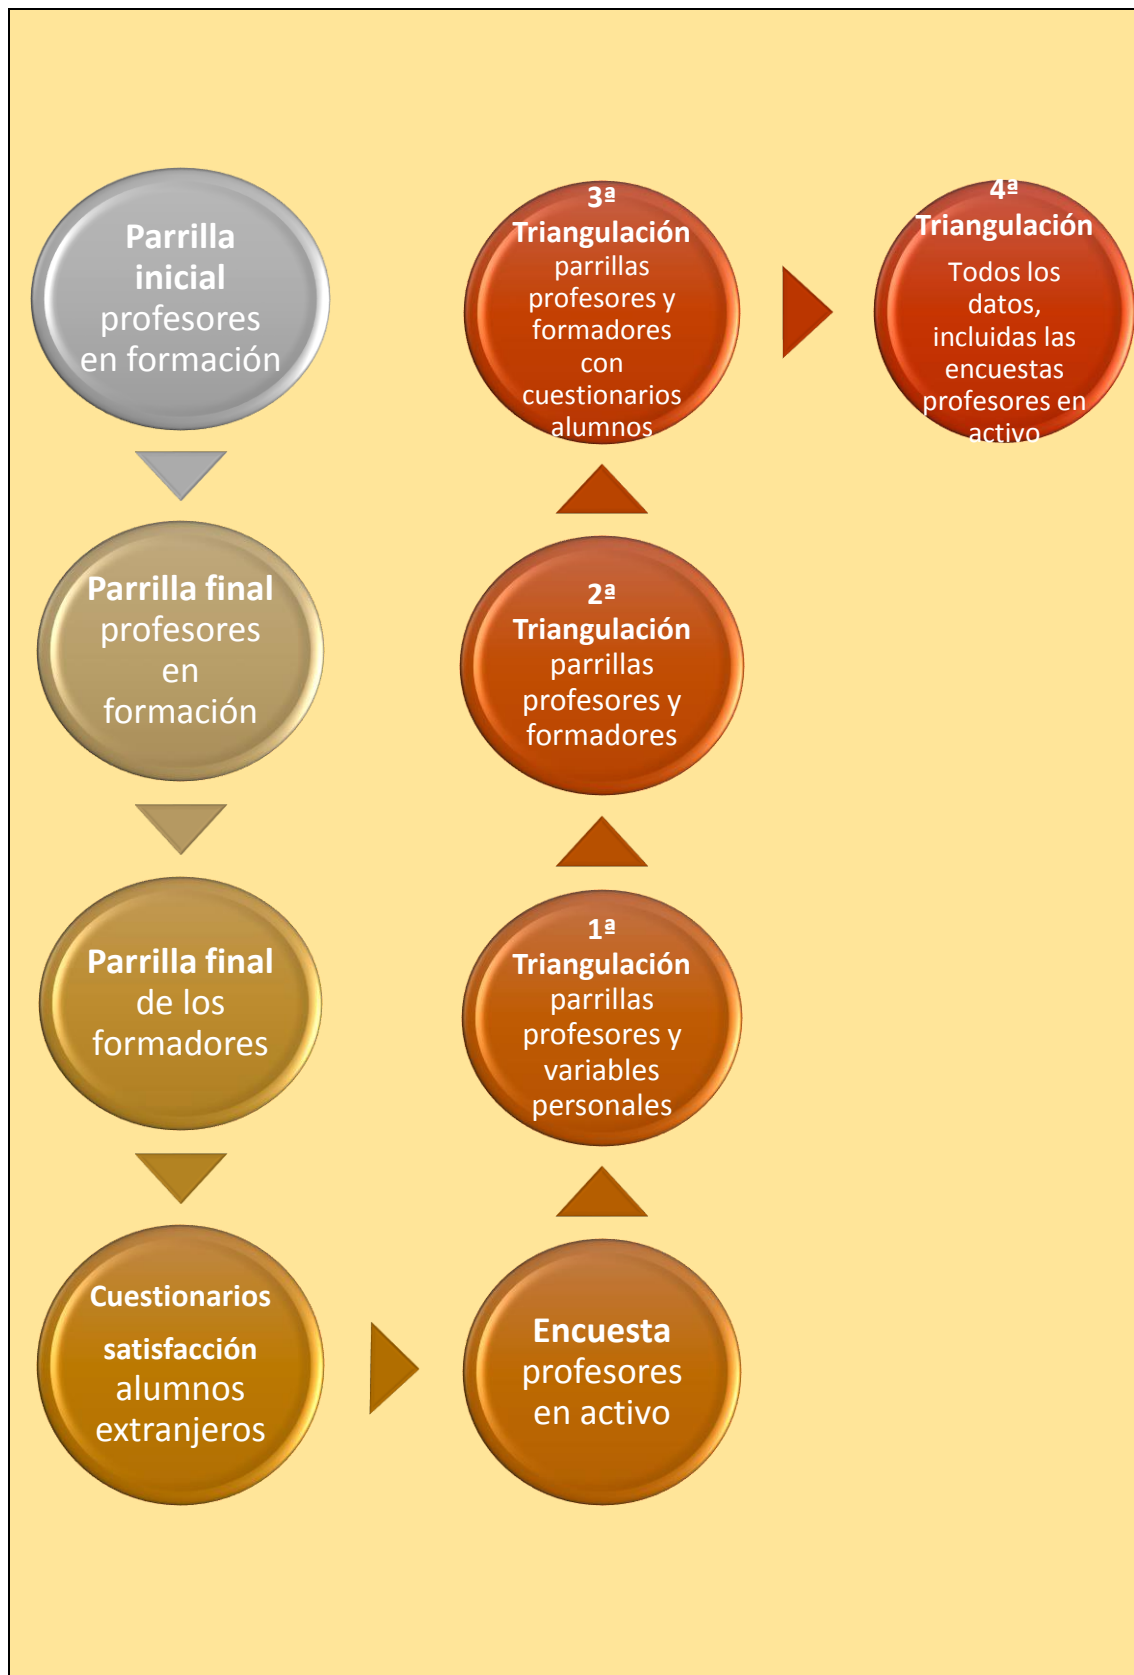 Parrilla
inicial
profesores
en formación
Parrilla final
profesores
en
formación
Parrilla final
de los
formadores
Cuestionarios
satisfacción
alumnos
extranjeros
Encuesta
profesores
en activo
1ª
Triangulación
parrillas
profesores y
variables
personales
2ª
Triangulación
parrillas
profesores y
formadores
3ª
Triangulación
parrillas
profesores y
formadores
con
cuestionarios
alumnos
4ª
Triangulación
Todos los
datos,
incluidas las
encuestas
profesores en
activo